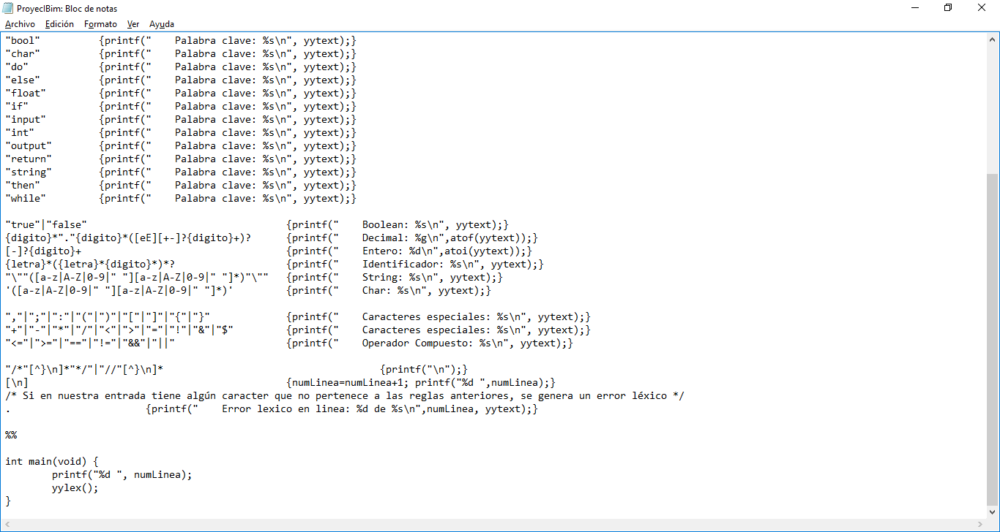 ProyecIBim: Bloc de notas
Archivo Edición Formato Ver Ayuda
"bool" {printf(" Palabra clave: %s\n", yytext);}
"char" {printf(" Palabra clave: %s\n", yytext);}
"do" {printf(" Palabra clave: %s\n", yytext);}
"else" {printf(" Palabra clave: %s\n", yytext);}
"float" {printf(" Palabra clave: %s\n", yytext);}
"if" {printf(" Palabra clave: %s\n", yytext);}
"input" {printf(" Palabra clave: %s\n", yytext);}
"int" {printf(" Palabra clave: %s\n", yytext);}
"output" {printf(" Palabra clave: %s\n", yytext);}
"return" {printf(" Palabra clave: %s\n", yytext);}
"string" {printf(" Palabra clave: %s\n", yytext);}
"then" {printf(" Palabra clave: %s\n", yytext);}
"while" {printf(" Palabra clave: %s\n", yytext);}
"true"|"false" {printf(" Boolean: %s\n", yytext);}
{digito}*"."{digito}*([eE][+-]?{digito}+)? {printf(" Decimal: %g\n",atof(yytext));}
[-]?{digito}+ {printf(" Entero: %d\n",atoi(yytext));}
{letra}*({letra}*{digito}*)*? {printf(" Identificador: %s\n", yytext);}
"\""([a-z|A-Z|0-9|" "][a-z|A-Z|0-9|" "]*)"\"" {printf(" String: %s\n", yytext);}
'([a-z|A-Z|0-9|" "][a-z|A-Z|0-9|" "]*)' {printf(" Char: %s\n", yytext);}
","|";"|":"|"("|")"|"["|"]"|"{"|"}" {printf(" Caracteres especiales: %s\n", yytext);}
"+"|"-"|"*"|"/"|"<"|">"|"="|"!"|"&"|"$" {printf(" Caracteres especiales: %s\n", yytext);}
"<="|">="|"=="|"!="|"&&"|"||" {printf(" Operador Compuesto: %s\n", yytext);}
"/*"[^}\n]*"*/"|"//"[^}\n]* {printf("\n");}
[\n] {numLinea=numLinea+1; printf("%d ",numLinea);}
/* Si en nuestra entrada tiene algún caracter que no pertenece a las reglas anteriores, se genera un error léxico */
. {printf(" Error lexico en linea: %d de %s\n",numLinea, yytext);}
%%
int main(void) {
printf("%d ", numLinea);
yylex();
}